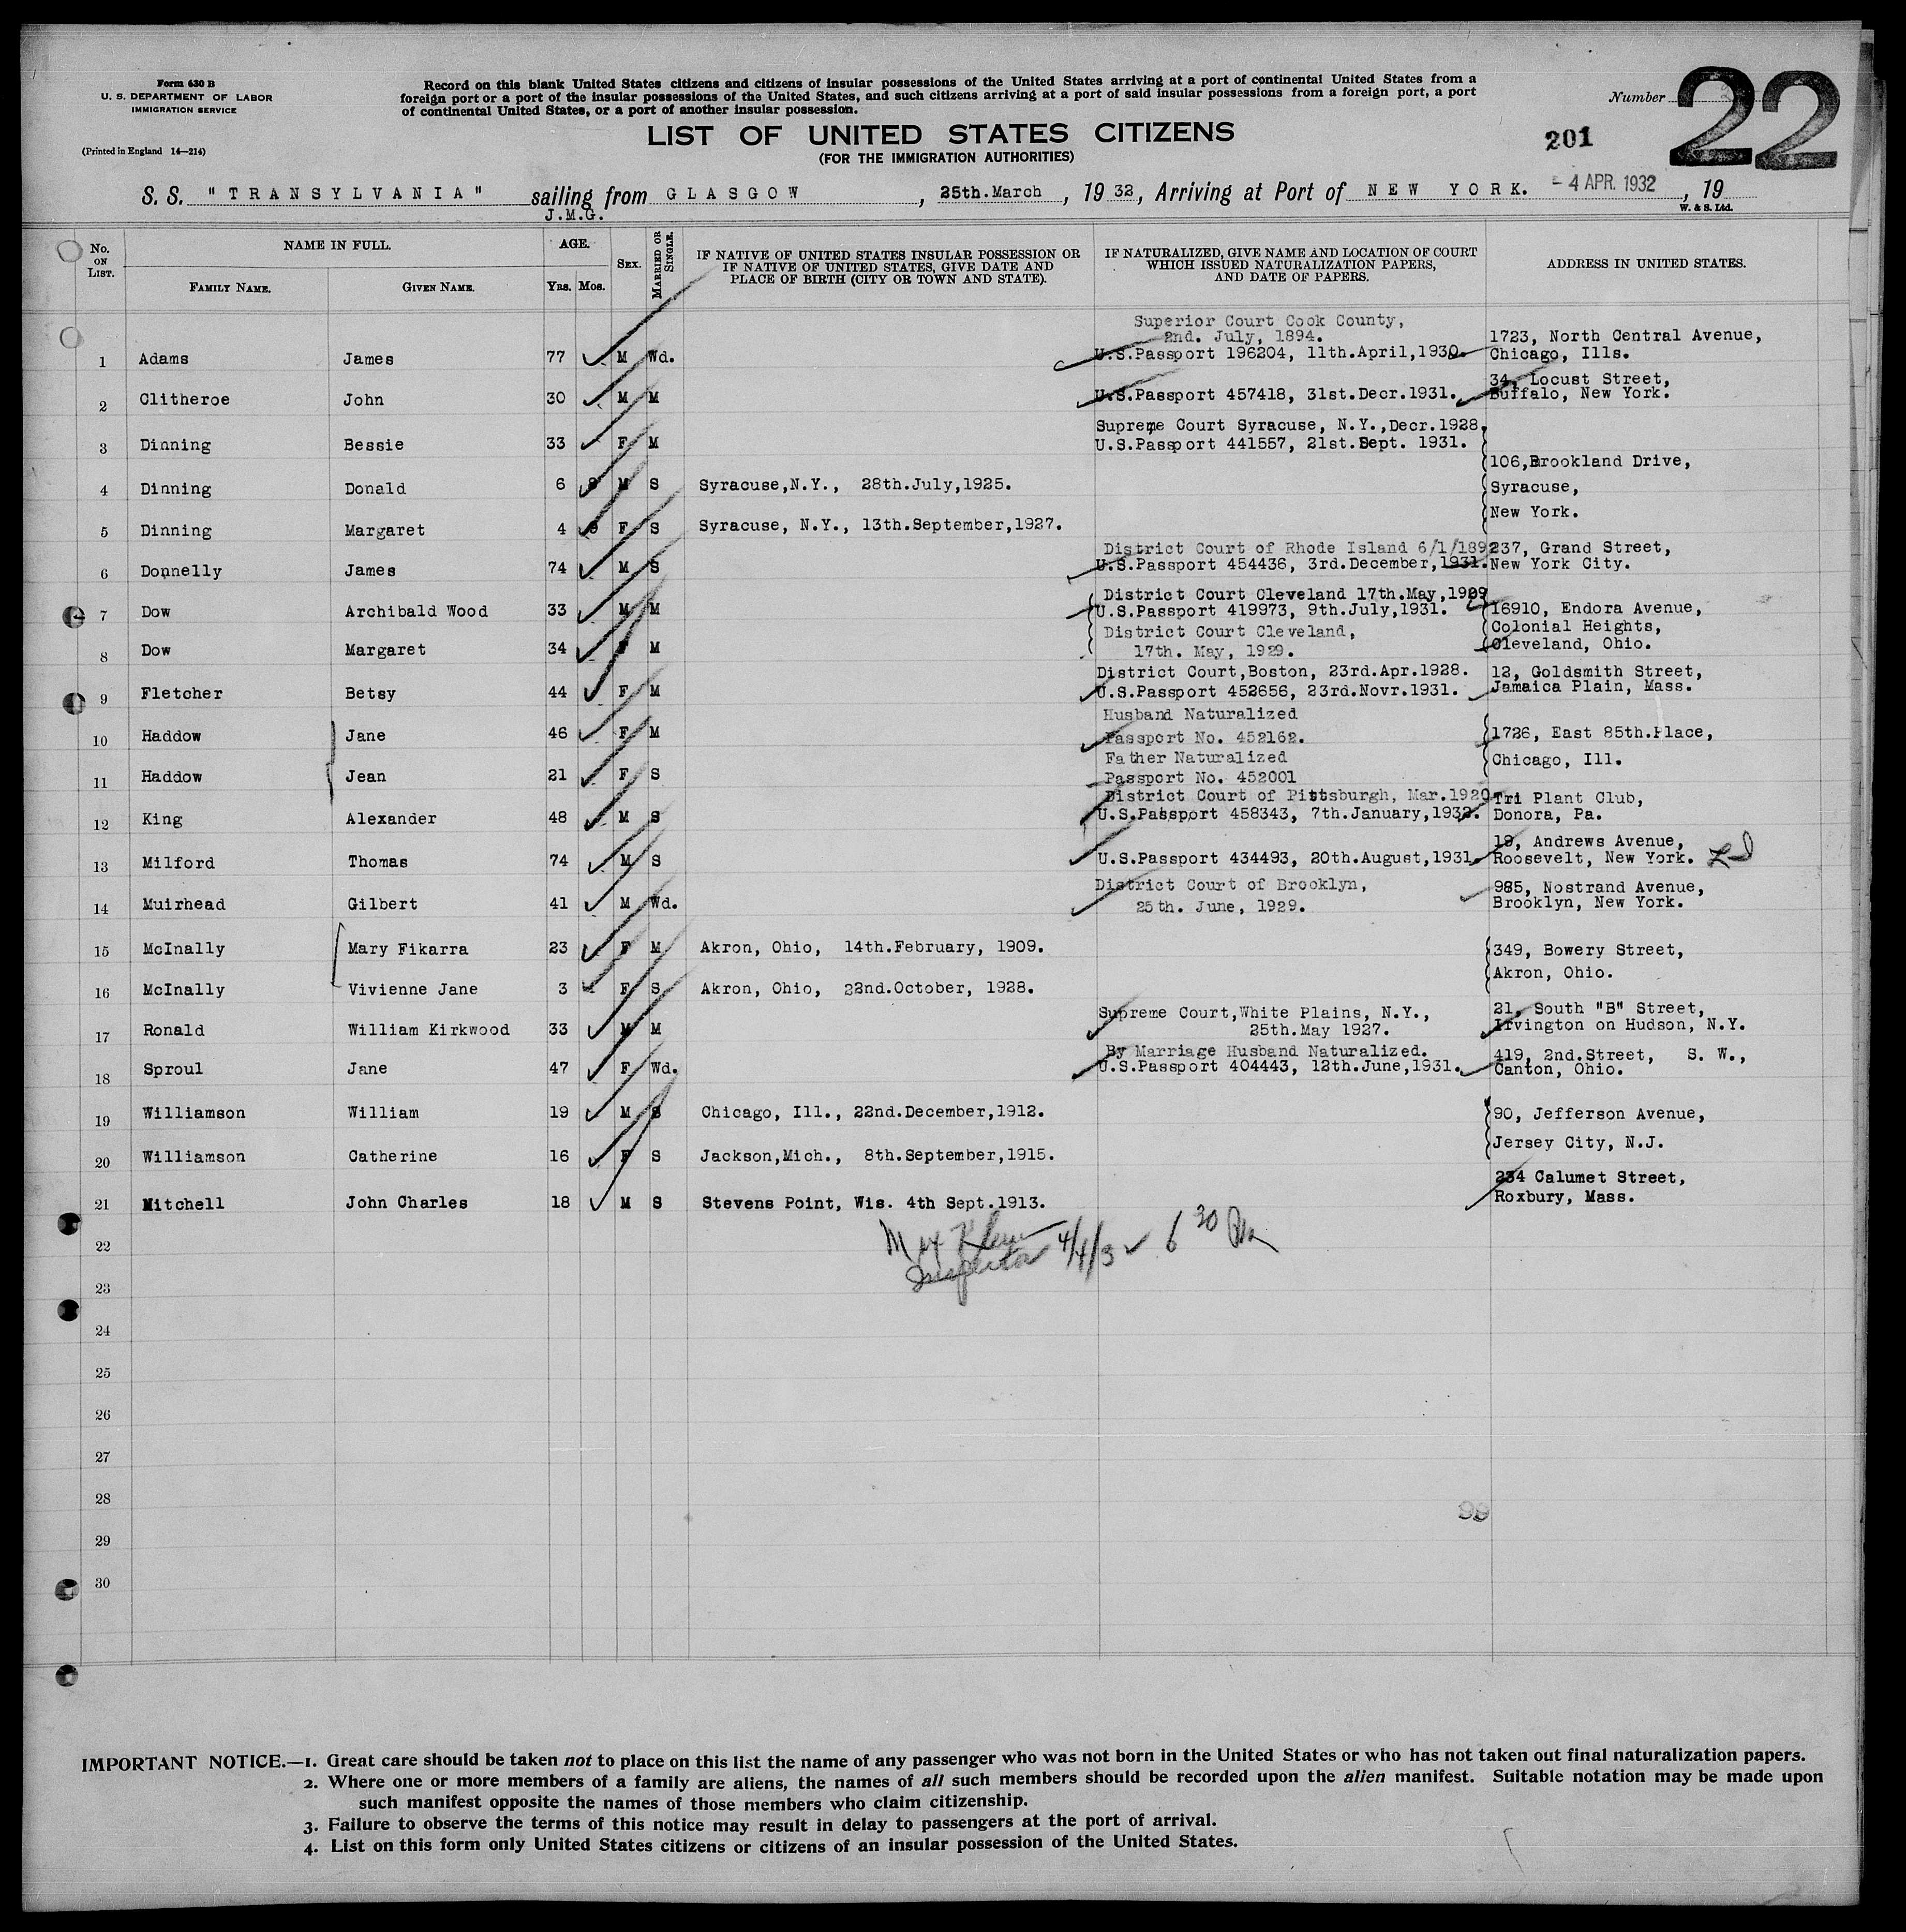 Form 630 B
U. S. DEPARTMENT OF LABOR
IMMIGRATION SERVICE
(Printed in England 14—214)
Record on this blank United States citizens and citizens of insular possessions of the United States arriving at a port of continental United States from a
foreign port or a port of the insular possessions of the United States, and such citizens arriving at a port of said insular possessions from a foreign port, a port
of continental United States, or a port of another insular possession.
LIST OF UNITED STATES CITIZENS
(FOR THE IMMIGRATION AUTHORITIES)
Number 22
201
S. S. "TRANSYLVANIA" sailing from GLASGOW, 25th.March, 1932, Arriving at Port of NEW YORK. - 4 APR. 1932, 19
J.M.G.
W. & S. Ltd.
No. ON LIST. NAME IN FULL. AGE. SEX. MARRIED OR SINGLE. IF NATIVE OF UNITED STATES INSULAR POSSESSION OR IF NATIVE OF UNITED STATES, GIVE DATE AND PLACE OF BIRTH (CITY OR TOWN AND STATE). IF NATURALIZED, GIVE NAME AND LOCATION OF COURT WHICH ISSUED NATURALIZATION PAPERS, AND DATE OF PAPERS. ADDRESS IN UNITED STATES.
FAMILY NAME. GIVEN NAME. YRS. MOS.
Superior Court Cook County,
2nd. July, 1894. 1723, North Central Avenue,
1 Adams James 77 M Wd. U.S.Passport 196204, 11th.April,1930. Chicago, Ills.
34, Locust Street,
2 Clitheroe John 30 M M U.S.Passport 457418, 31st.Decr.1931. Buffalo, New York.
Supreme Court Syracuse, N.Y.,Decr.1928,
3 Dinning Bessie 33 F M U.S.Passport 441557, 21st.Sept. 1931.
106,Brookland Drive,
4 Dinning Donald 6 8 M S Syracuse,N.Y., 28th.July,1925. Syracuse,
New York.
5 Dinning Margaret 4 F S Syracuse, N.Y., 13th.September,1927.
District Court of Rhode Island 6/1/189 237, Grand Street,
6 Donnelly James 74 M S U.S.Passport 454436, 3rd.December,1931. New York City.
District Court Cleveland 17th.May,1929
7 Dow Archibald Wood 33 M M U.S.Passport 419973, 9th.July,1931. 16910, Endora Avenue,
District Court Cleveland, Colonial Heights,
8 Dow Margaret 34 F M 17th. May, 1929. Cleveland, Ohio.
District Court,Boston, 23rd.Apr.1928. 12, Goldsmith Street,
9 Fletcher Betsy 44 F M U.S.Passport 452656, 23rd.Novr.1931. Jamaica Plain, Mass.
Husband Naturalized
10 Haddow Jane 46 F M Passport No. 452162. 1726, East 85th.Place,
Father Naturalized Chicago, Ill.
11 Haddow Jean 21 F S Passport No. 452001
District Court of Pittsburgh, Mar.1920 Tri Plant Club,
12 King Alexander 48 M S U.S.Passport 458343, 7th.January,1932. Donora, Pa.
19, Andrews Avenue,
13 Milford Thomas 74 M S U.S.Passport 434493, 20th.August,1931. Roosevelt, New York.
District Court of Brooklyn, 985, Nostrand Avenue,
14 Muirhead Gilbert 41 M Wd. 25th. June, 1929. Brooklyn, New York.
15 McInally Mary Fikarra 23 F M Akron, Ohio, 14th.February, 1909. 349, Bowery Street,
Akron, Ohio.
16 McInally Vivienne Jane 3 F S Akron, Ohio, 22nd.October, 1928.
Supreme Court,White Plains, N.Y., 21, South "B" Street,
17 Ronald William Kirkwood 33 M M 25th.May 1927. Irvington on Hudson, N.Y.
By Marriage Husband Naturalized. 419, 2nd.Street, S. W.,
18 Sproul Jane 47 F Wd. U.S.Passport 404443, 12th.June,1931. Canton, Ohio.
19 Williamson William 19 M S Chicago, Ill., 22nd.December,1912. 90, Jefferson Avenue,
Jersey City, N.J.
20 Williamson Catherine 16 F S Jackson,Mich., 8th.September,1915.
234 Calumet Street,
21 Mitchell John Charles 18 M S Stevens Point, Wis. 4th Sept.1913. Roxbury, Mass.
22 Max Klein 4/4/32 6 30 Pm
Inspector
23
24
25
26
27
28
99
29
30
IMPORTANT NOTICE.—1. Great care should be taken not to place on this list the name of any passenger who was not born in the United States or who has not taken out final naturalization papers.
2. Where one or more members of a family are aliens, the names of all such members should be recorded upon the alien manifest. Suitable notation may be made upon
such manifest opposite the names of those members who claim citizenship.
3. Failure to observe the terms of this notice may result in delay to passengers at the port of arrival.
4. List on this form only United States citizens or citizens of an insular possession of the United States.